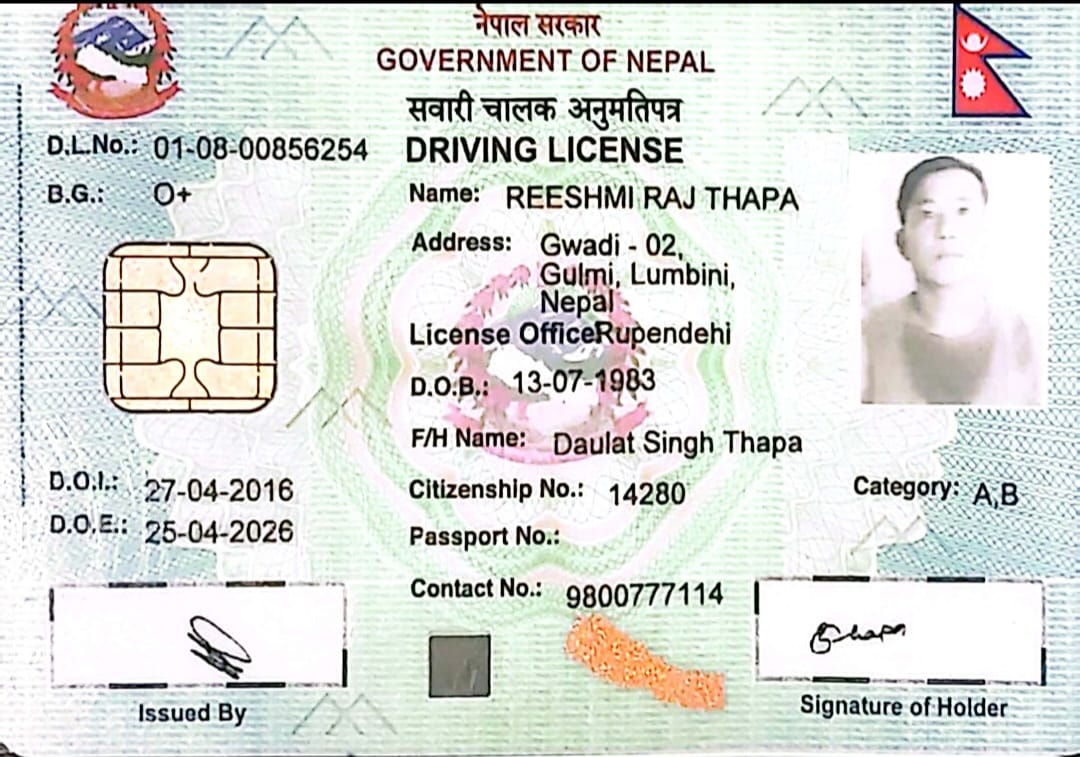 नेपाल सरकार
GOVERNMENT OF NEPAL
सवारी चालक अनुमतिपत्र
DRIVING LICENSE
D.L.No.: 01-08-00856254
B.G.: O+
Name: REESHMI RAJ THAPA
Address: Gwadi - 02,
Gulmi, Lumbini,
Nepal
License OfficeRupendehi
D.O.B.: 13-07-1983
F/H Name: Daulat Singh Thapa
D.O.I.: 27-04-2016
D.O.E.: 25-04-2026
Citizenship No.: 14280
Category: A,B
Passport No.:
Contact No.: 9800777114
Issued By
Signature of Holder